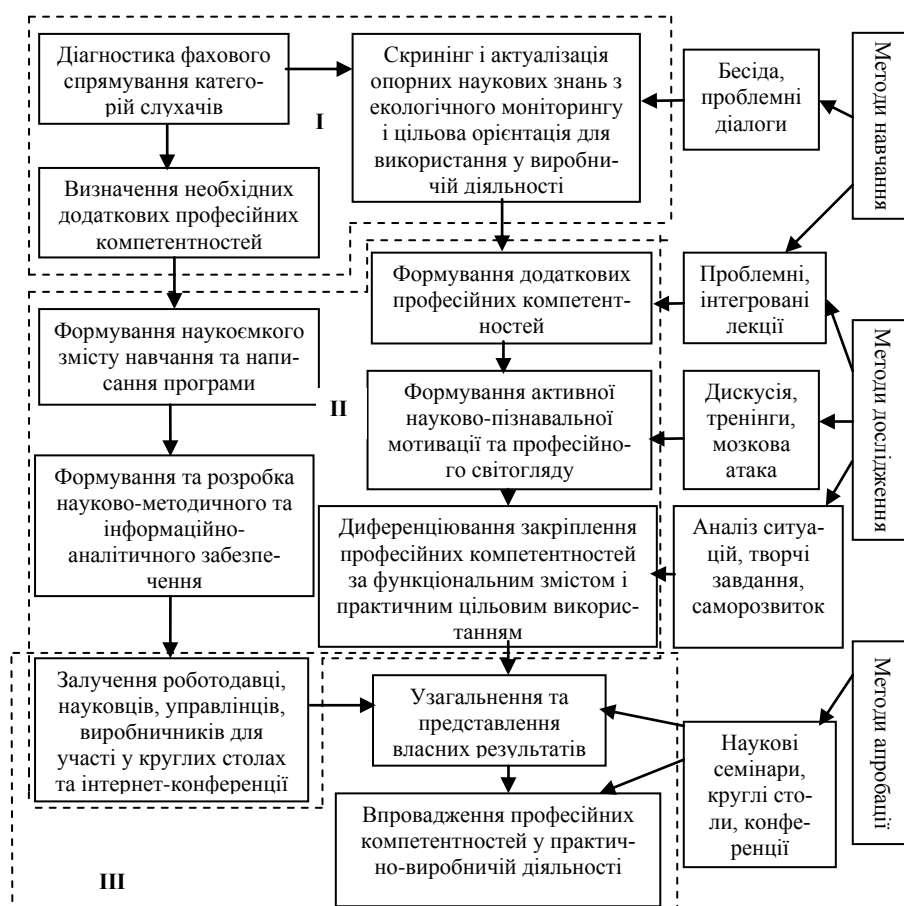 Діагностика фахового
спрямування катего-
рій слухачів
Скринінг і актуалізація
опорних наукових знань з
екологічного моніторингу
і цільова орієнтація для
використання у виробни-
чій діяльності
Бесіда,
проблемні
діалоги
Методи навчання
I
Визначення необхідних
додаткових професійних
компетентностей
Формування додаткових
професійних компетент-
ностей
Проблемні,
інтегровані
лекції
Формування наукоємкого
змісту навчання та напи-
сання програми
II
Формування активної
науково-пізнавальної
мотивації та професійно-
го світогляду
Дискусія,
тренінги,
мозкова
атака
Методи дослідження
Формування та розробка
науково-методичного та
інформаційно-
аналітичного забезпе-
чення
Диференціювання закріплення
професійних компетентностей
за функціональним змістом і
практичним цільовим використ-
танням
Аналіз ситуа-
цій, творчі
завдання,
саморозвиток
Залучення роботодавці,
науковців, управлінців,
виробничників для
участі у круглих столах
та інтернет-конференції
Узагальнення та
представлення
власних результатів
Наукові
семінари,
круглі сто-
ли, конфе-
ренції
Методи апробації
Впровадження професійних
компетентностей у практич-
но-виробничій діяльності
III